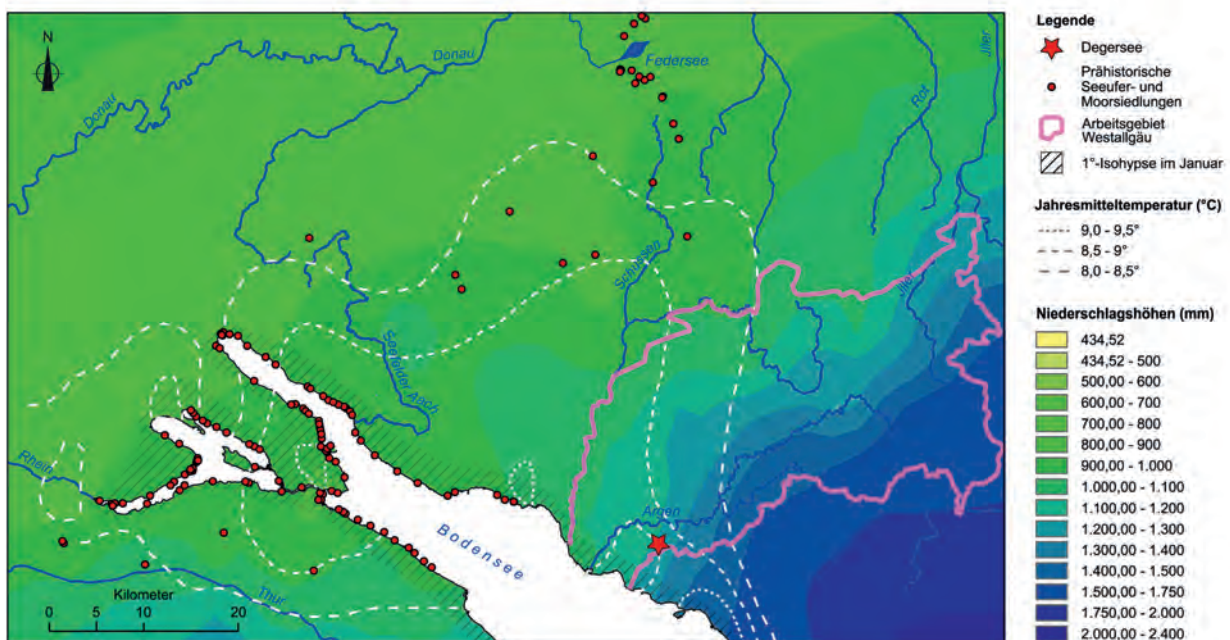 N
Donau
Donau
Federsee
Rot
Iller
Schussen
Iller
Seefelder Aach
Rhein
Argen
Bodensee
Thur
Kilometer
0 5 10 20
Legende
Degersee
Prähistorische
Seeufer- und
Moorsiedlungen
Arbeitsgebiet
Westallgäu
1°-Isohypse im Januar
Jahresmitteltemperatur (°C)
9,0 - 9,5°
8,5 - 9°
8,0 - 8,5°
Niederschlagshöhen (mm)
434,52
434,52 - 500
500,00 - 600
600,00 - 700
700,00 - 800
800,00 - 900
900,00 - 1.000
1.000,00 - 1.100
1.100,00 - 1.200
1.200,00 - 1.300
1.300,00 - 1.400
1.400,00 - 1.500
1.500,00 - 1.750
1.750,00 - 2.000
2.000,00 - 2.400